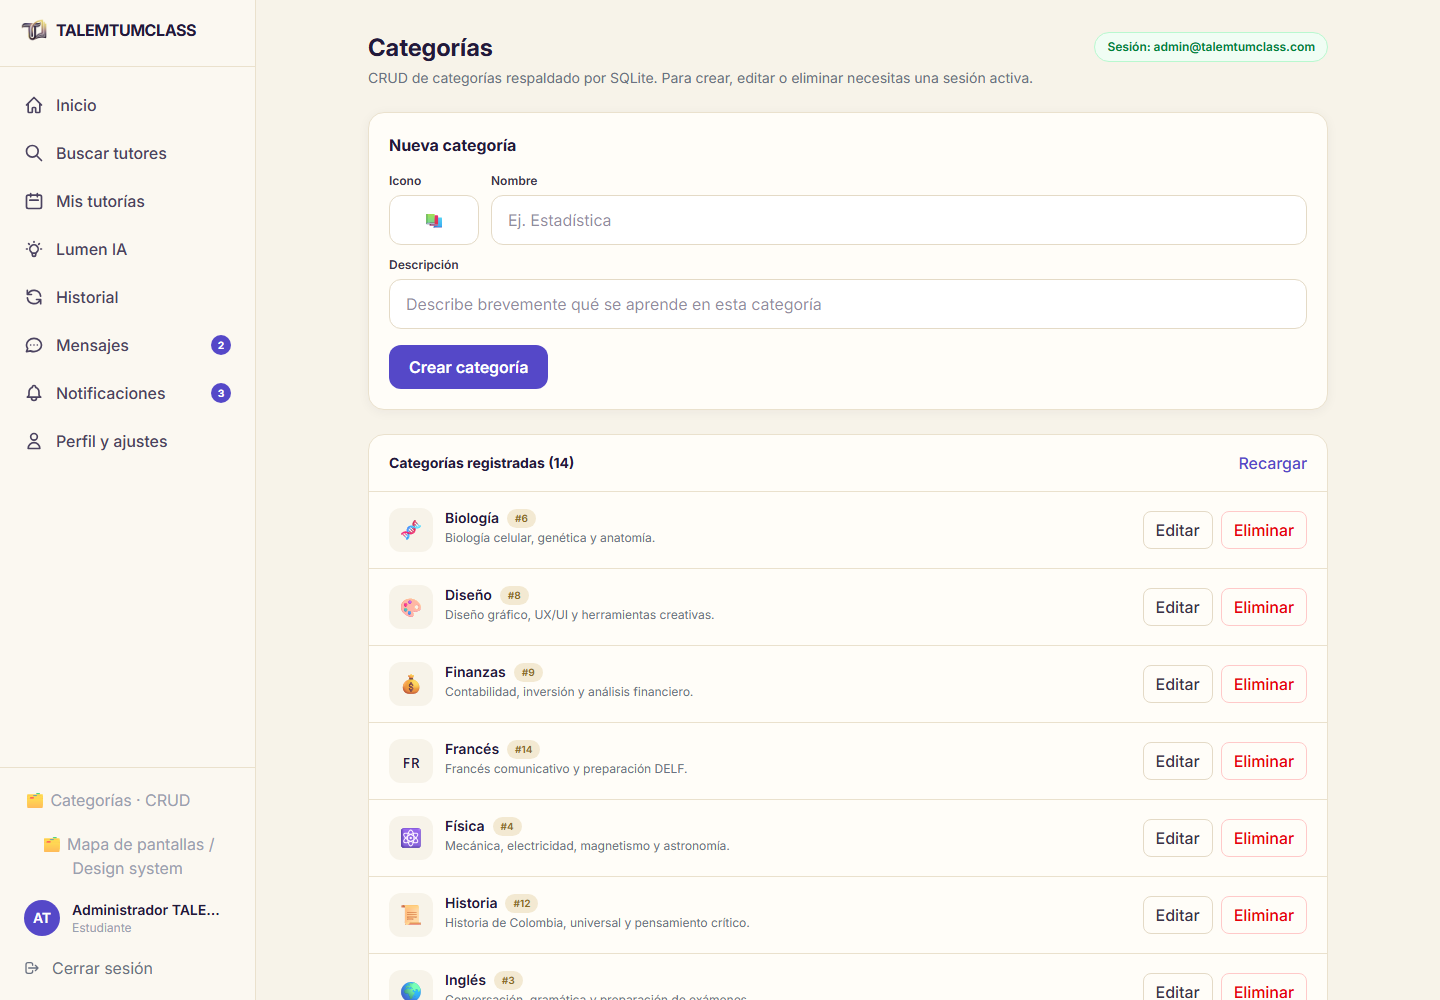 TALEMTUMCLASS
Inicio
Buscar tutores
Mis tutorías
Lumen IA
Historial
Mensajes 2
Notificaciones 3
Perfil y ajustes
Categorías · CRUD
Mapa de pantallas /
Design system
AT
Administrador TALE...
Estudiante
Cerrar sesión
Categorías
Sesión: admin@talemtumclass.com
CRUD de categorías respaldado por SQLite. Para crear, editar o eliminar necesitas una sesión activa.
Nueva categoría
Icono Nombre
Ej. Estadística
Descripción
Describe brevemente qué se aprende en esta categoría
Crear categoría
Categorías registradas (14) Recargar
Biología #6
Biología celular, genética y anatomía.
Editar Eliminar
Diseño #8
Diseño gráfico, UX/UI y herramientas creativas.
Editar Eliminar
Finanzas #9
Contabilidad, inversión y análisis financiero.
Editar Eliminar
FR
Francés #14
Francés comunicativo y preparación DELF.
Editar Eliminar
Física #4
Mecánica, electricidad, magnetismo y astronomía.
Editar Eliminar
Historia #12
Historia de Colombia, universal y pensamiento crítico.
Editar Eliminar
Inglés #3
Conversación, gramática y preparación de exámenes.
Editar Eliminar